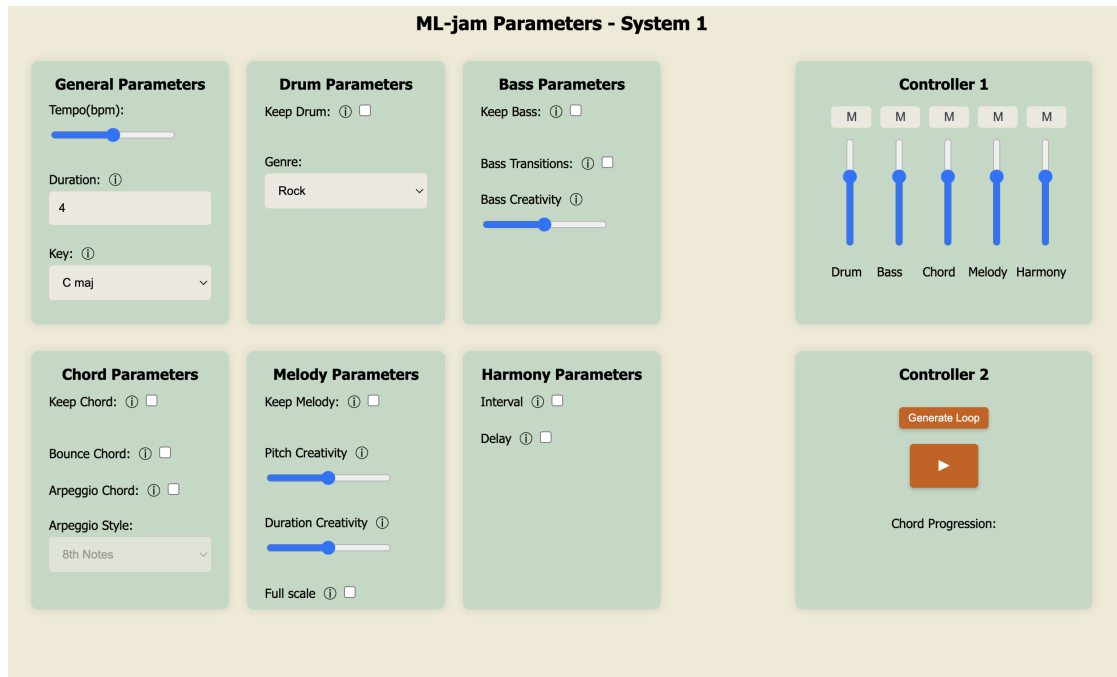 ML-jam Parameters - System 1
General Parameters
Tempo(bpm):
Duration: ⓘ
4
Key: ⓘ
C maj
Drum Parameters
Keep Drum: ⓘ
Genre:
Rock
Bass Parameters
Keep Bass: ⓘ
Bass Transitions: ⓘ
Bass Creativity ⓘ
Controller 1
M M M M M
Drum Bass Chord Melody Harmony
Chord Parameters
Keep Chord: ⓘ
Bounce Chord: ⓘ
Arpeggio Chord: ⓘ
Arpeggio Style:
8th Notes
Melody Parameters
Keep Melody: ⓘ
Pitch Creativity ⓘ
Duration Creativity ⓘ
Full scale ⓘ
Harmony Parameters
Interval ⓘ
Delay ⓘ
Controller 2
Generate Loop
Chord Progression: